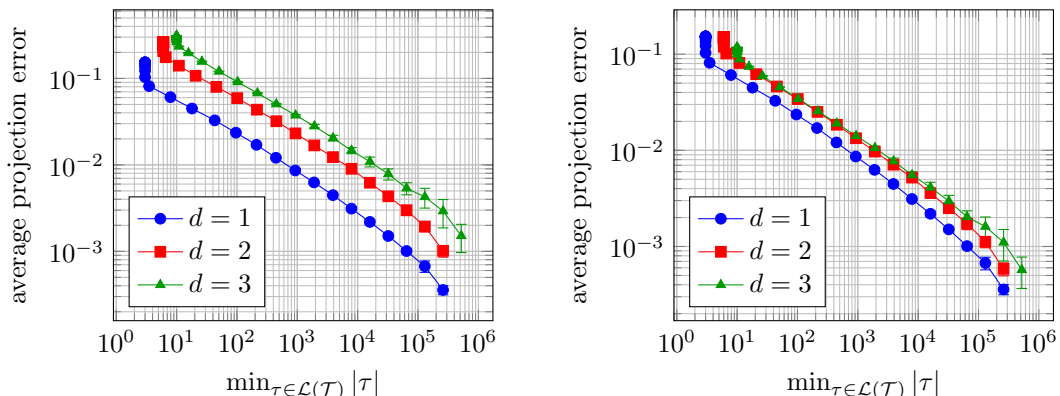 average projection error
10^{-1}
10^{-2}
10^{-3}
d = 1
d = 2
d = 3
10^0 10^1 10^2 10^3 10^4 10^5 10^6
min_{τ∈𝓛(𝒯)} |τ|
average projection error
10^{-1}
10^{-2}
10^{-3}
d = 1
d = 2
d = 3
10^0 10^1 10^2 10^3 10^4 10^5 10^6
min_{τ∈𝓛(𝒯)} |τ|